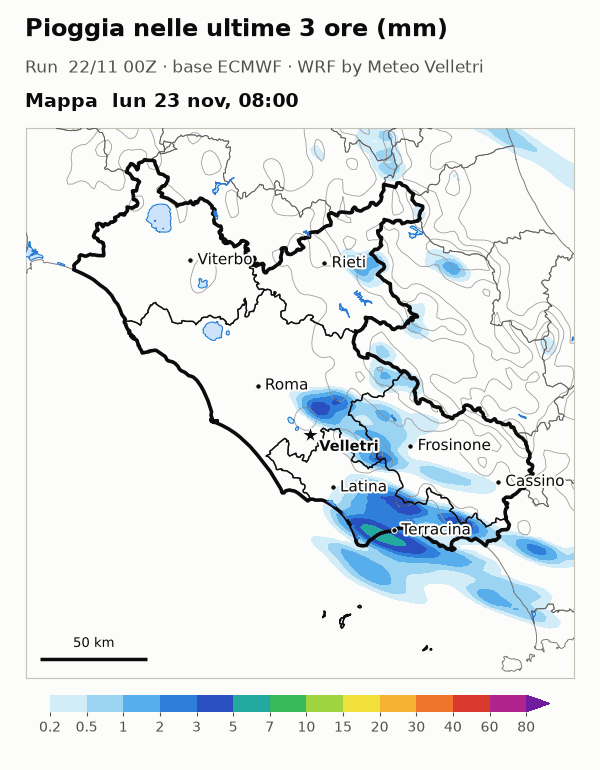 Pioggia nelle ultime 3 ore (mm)
Run  22/11 00Z · base ECMWF · WRF by Meteo Velletri
Mappa  lun 23 nov, 08:00
Viterbo
Rieti
Roma
Velletri
Frosinone
Latina
Cassino
Terracina
50 km
0.2 0.5 1 2 3 5 7 10 15 20 30 40 60 80